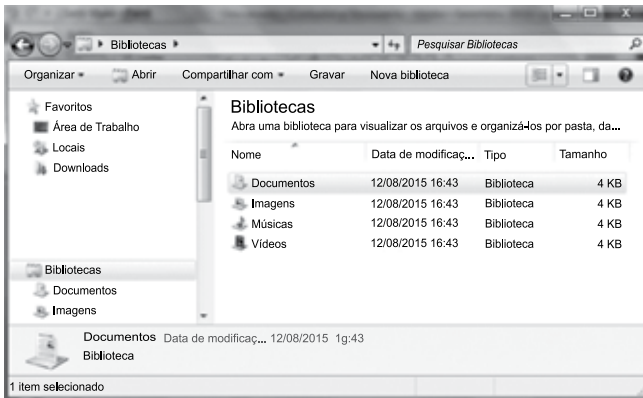 Bibliotecas
Pesquisar Bibliotecas
Organizar Abrir Compartilhar com Gravar Nova biblioteca
Favoritos
Área de Trabalho
Locais
Downloads
Bibliotecas
Documentos
Imagens
Bibliotecas
Abra uma biblioteca para visualizar os arquivos e organizá-los por pasta, da...
Nome Data de modificaç... Tipo Tamanho
Documentos 12/08/2015 16:43 Biblioteca 4 KB
Imagens 12/08/2015 16:43 Biblioteca 4 KB
Músicas 12/08/2015 16:43 Biblioteca 4 KB
Vídeos 12/08/2015 16:43 Biblioteca 4 KB
Documentos Data de modificaç... 12/08/2015 1g:43
Biblioteca
1 item selecionado